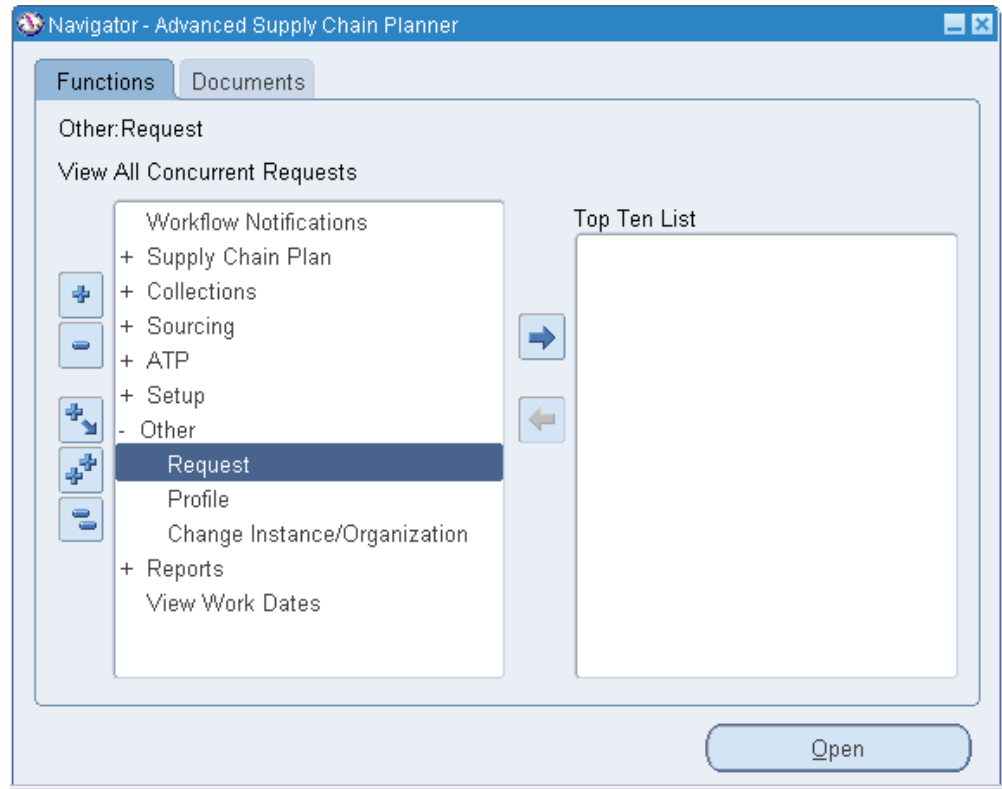 Navigator - Advanced Supply Chain Planner
Functions
Documents
Other:Request
View All Concurrent Requests
Workflow Notifications
+ Supply Chain Plan
+ Collections
+ Sourcing
+ ATP
+ Setup
- Other
Request
Profile
Change Instance/Organization
+ Reports
View Work Dates
Top Ten List
Open